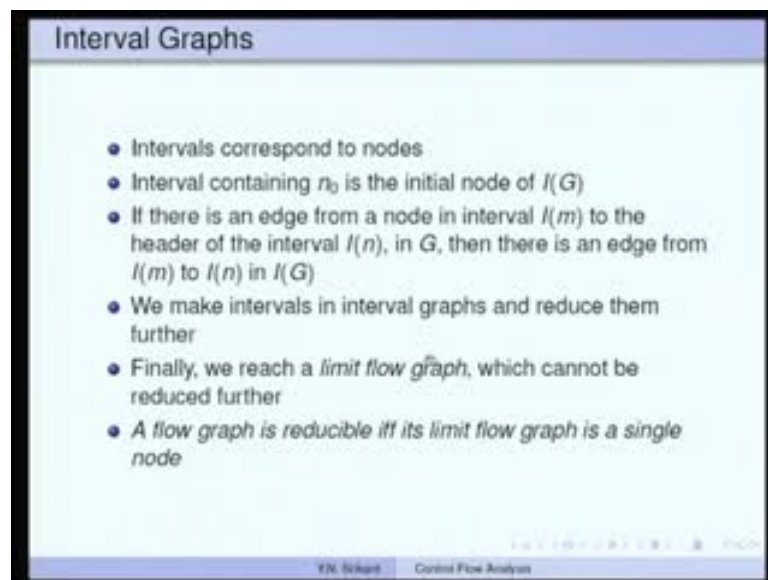 Interval Graphs
Intervals correspond to nodes
Interval containing n₀ is the initial node of I(G)
If there is an edge from a node in interval I(m) to the
header of the interval I(n), in G, then there is an edge from
I(m) to I(n) in I(G)
We make intervals in interval graphs and reduce them
further
Finally, we reach a limit flow graph, which cannot be
reduced further
A flow graph is reducible iff its limit flow graph is a single
node
Y.N. Srikant Control Flow Analysis